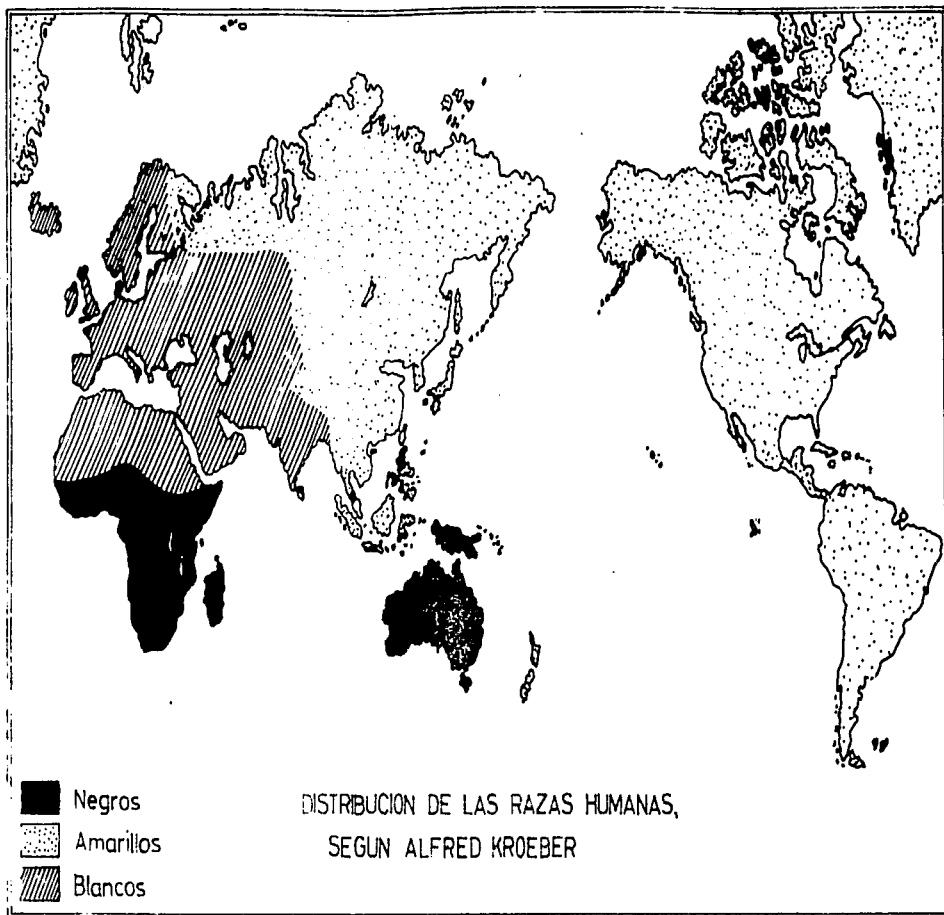 Negros
Amarillos
Blancos
DISTRIBUCION DE LAS RAZAS HUMANAS,
SEGUN ALFRED KROEBER